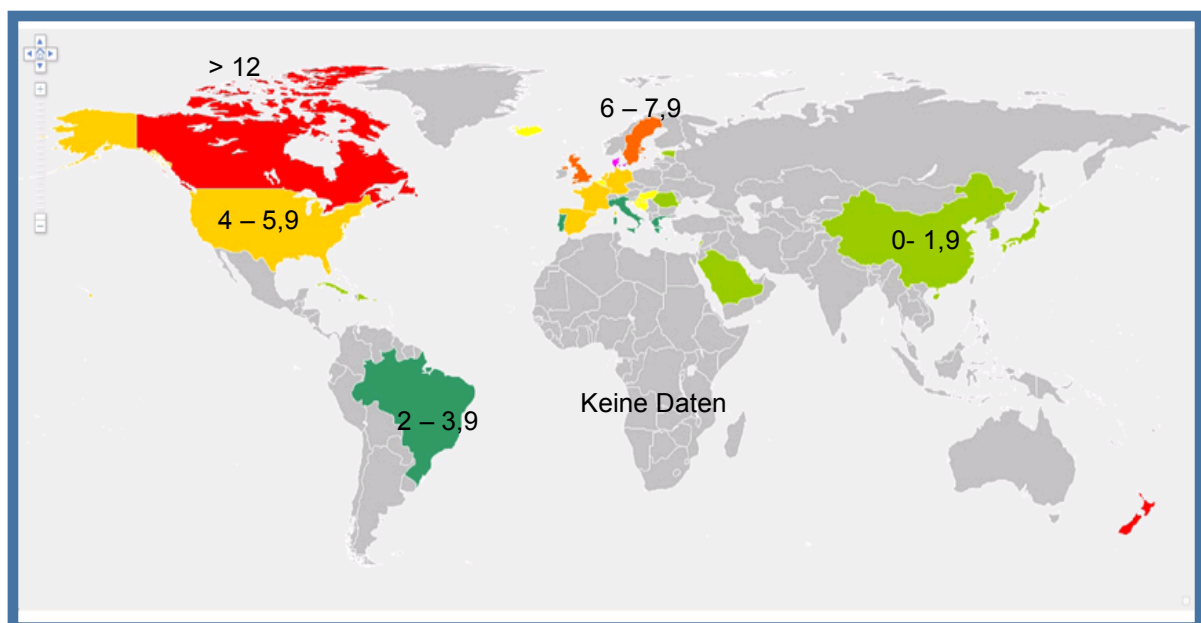 > 12
6 – 7,9
4 – 5,9
0- 1,9
2 – 3,9
Keine Daten